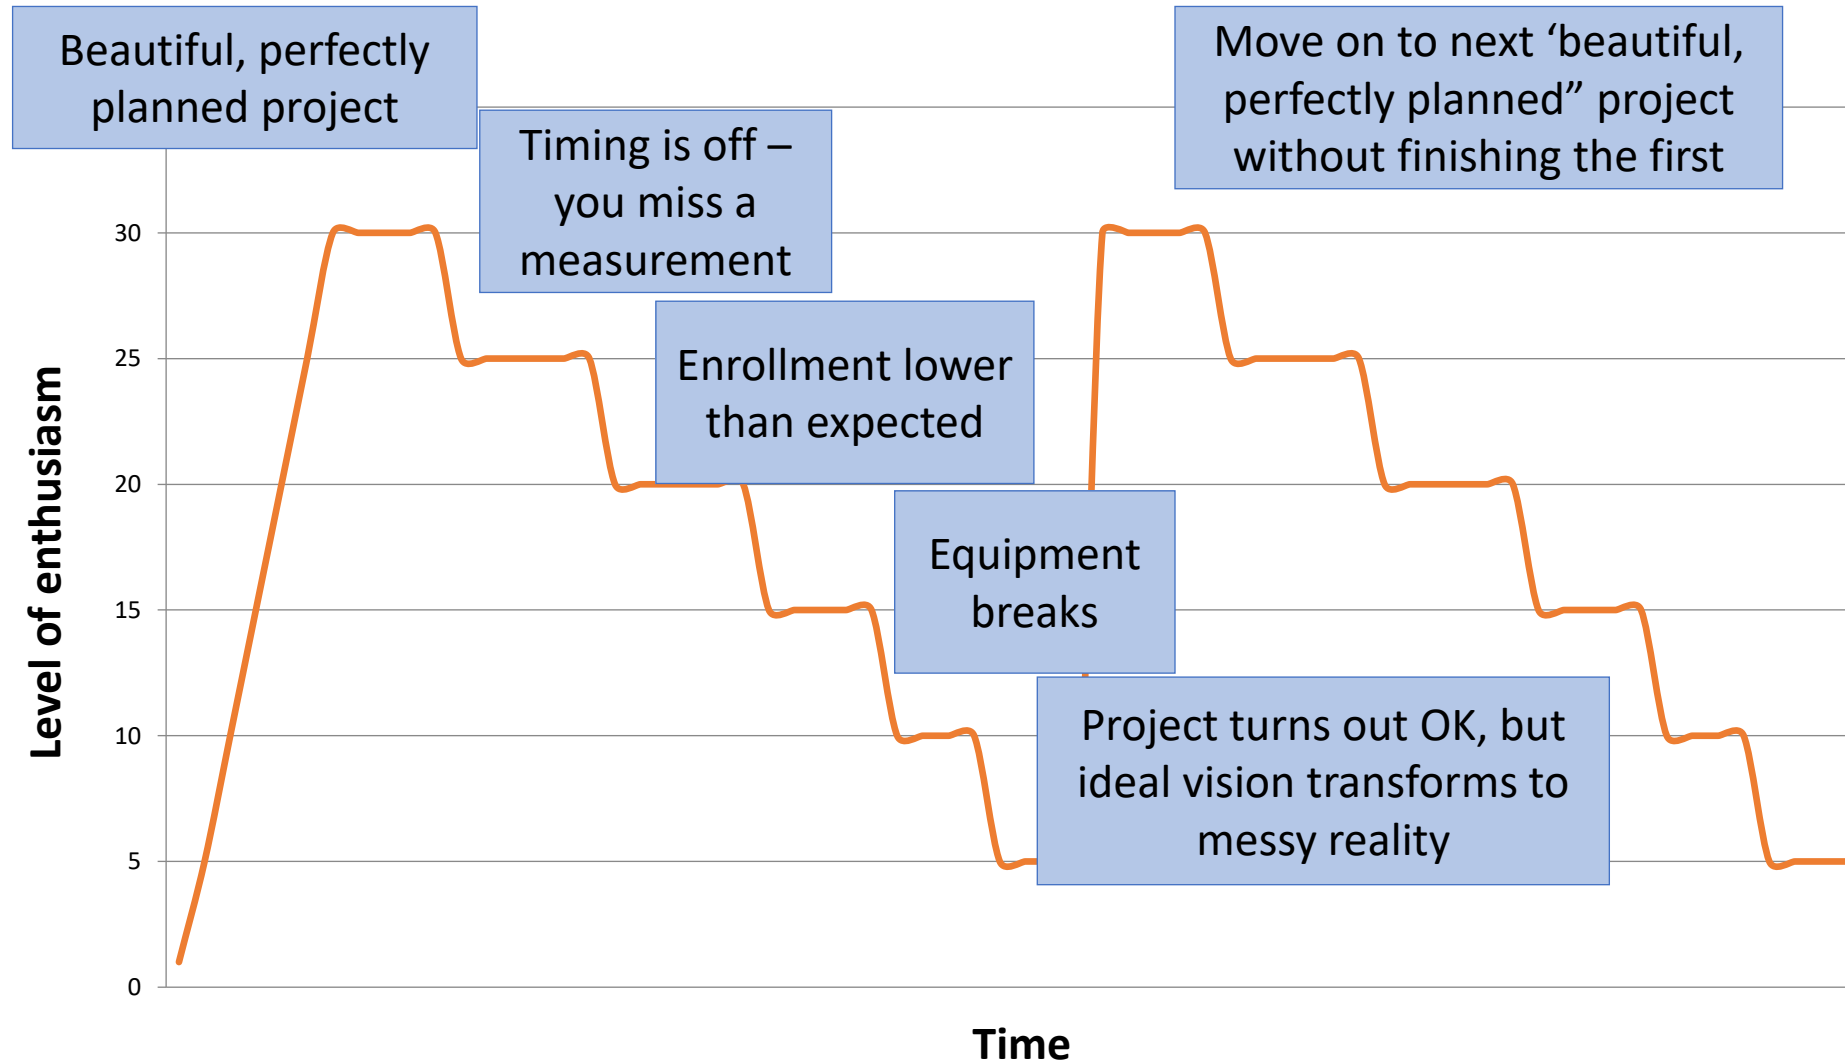 Beautiful, perfectly
planned project
Move on to next ‘beautiful,
perfectly planned” project
without finishing the first
Timing is off –
you miss a
measurement
Enrollment lower
than expected
Equipment
breaks
Project turns out OK, but
ideal vision transforms to
messy reality
Level of enthusiasm
30
25
20
15
10
5
0
Time